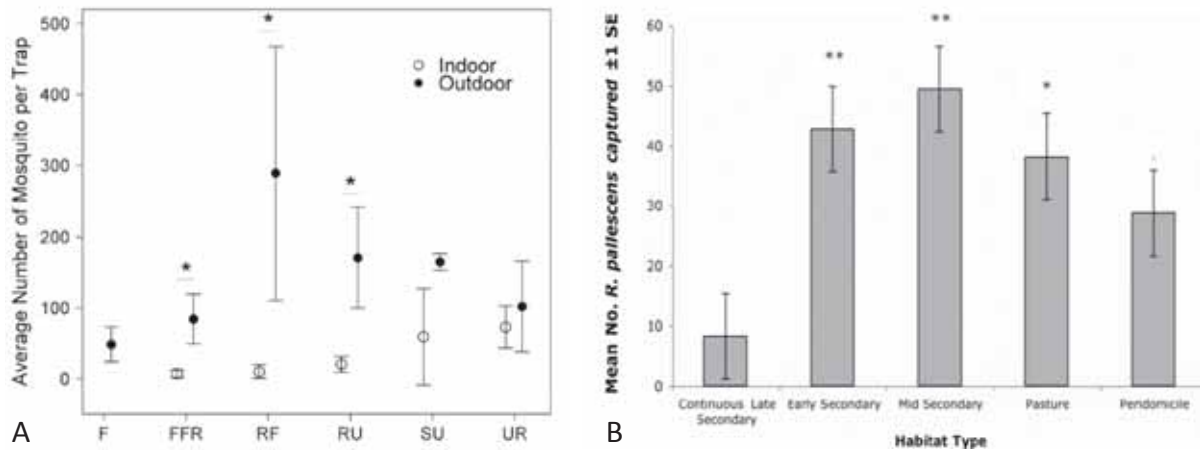 Average Number of Mosquito per Trap
500
400
300
200
100
0
Indoor
Outdoor
*
*
*
F FFR RF RU SU UR
A
Mean No. R. pallescens captured ±1 SE
60
50
40
30
20
10
0
**
**
*
Continuous Late
Secondary
Early Secondary
Mid Secondary
Pasture
Peridomicile
Habitat Type
B